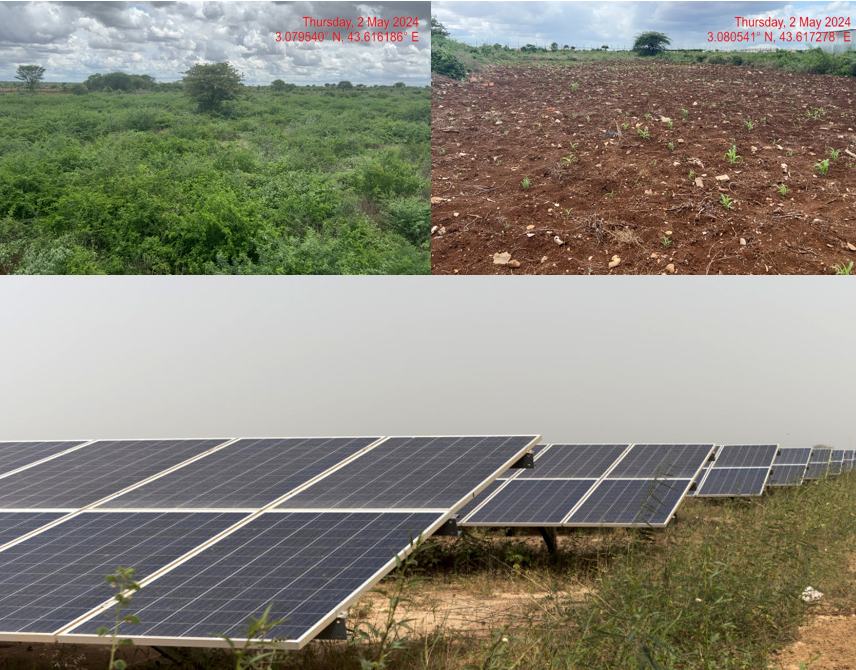 Thursday, 2 May 2024
3.079540° N, 43.616186° E
Thursday, 2 May 2024
3.080541° N, 43.617278° E